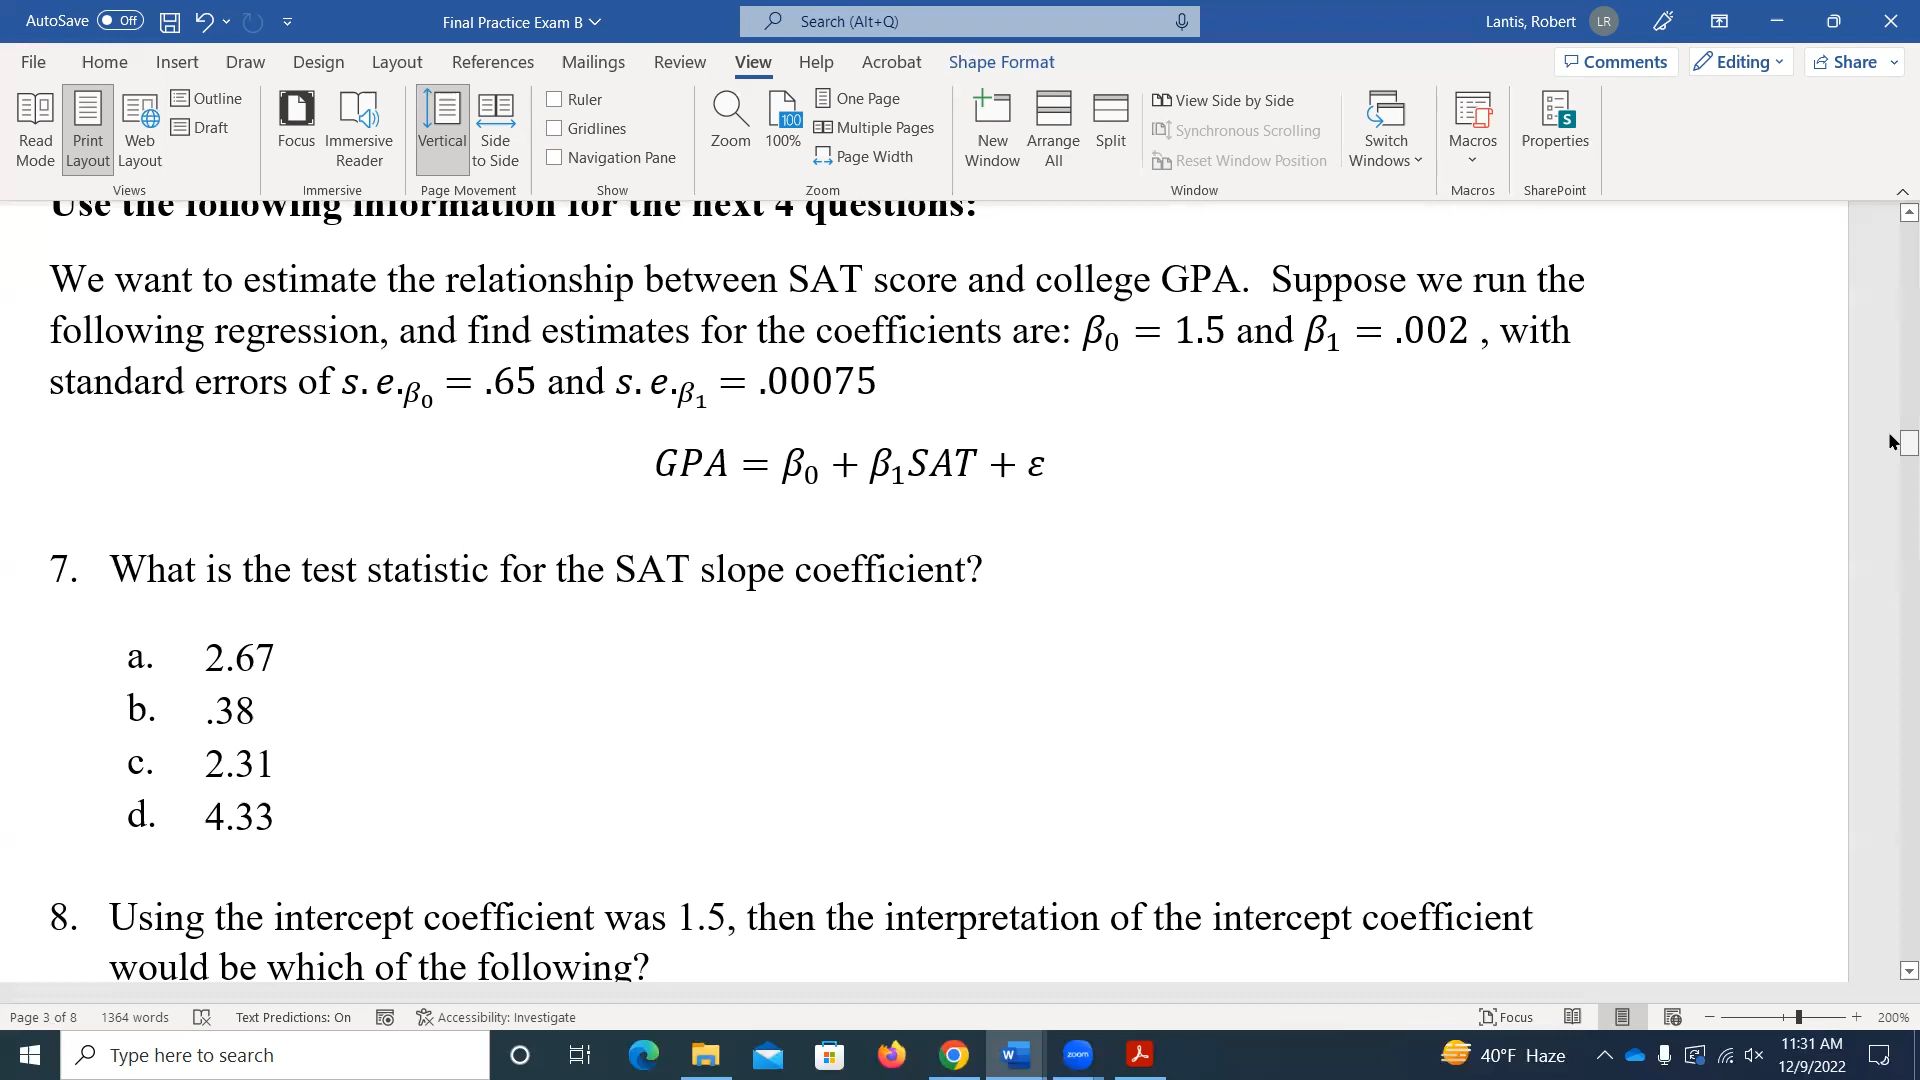 AutoSave Off Final Practice Exam B Search (Alt+Q) Lantis, Robert LR
File Home Insert Draw Design Layout References Mailings Review View Help Acrobat Shape Format Comments Editing Share
Read Mode
Print Layout
Web Layout
Outline
Draft
Views
Focus
Immersive Reader
Immersive
Vertical
Side to Side
Page Movement
Ruler
Gridlines
Navigation Pane
Show
Zoom
100
100%
One Page
Multiple Pages
Page Width
Zoom
New Window
Arrange All
Split
View Side by Side
Synchronous Scrolling
Reset Window Position
Window
Switch Windows
Macros
Macros
S
Properties
SharePoint
Use the following information for the next 4 questions:
We want to estimate the relationship between SAT score and college GPA. Suppose we run the
following regression, and find estimates for the coefficients are: β₀ = 1.5 and β₁ = .002 , with
standard errors of s.e.β₀ = .65 and s.e.β₁ = .00075
GPA = β₀ + β₁SAT + ε
7. What is the test statistic for the SAT slope coefficient?
a. 2.67
b. .38
c. 2.31
d. 4.33
8. Using the intercept coefficient was 1.5, then the interpretation of the intercept coefficient
would be which of the following?
Page 3 of 8 1364 words Text Predictions: On Accessibility: Investigate Focus 200%
Type here to search W zoom 40°F Haze 11:31 AM
12/9/2022